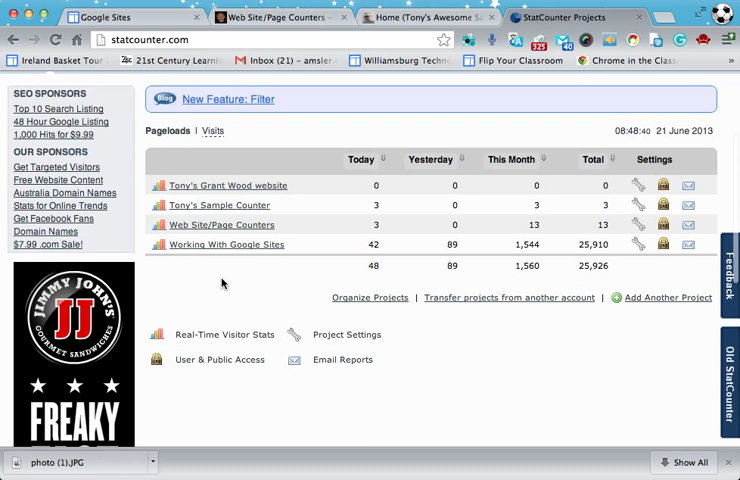 Google Sites
Web Site/Page Counters –
Home (Tony's Awesome Sa
StatCounter Projects
statcounter.com
325
40
Ireland Basket Tour
21st Century Learnin
Inbox (21) – amsler.
Williamsburg Techno
Flip Your Classroom
Chrome in the Classr
SEO SPONSORS
Top 10 Search Listing
48 Hour Google Listing
1,000 Hits for $9.99
OUR SPONSORS
Get Targeted Visitors
Free Website Content
Australia Domain Names
Stats for Online Trends
Get Facebook Fans
Domain Names
$7.99 .com Sale!
JIMMY JOHN'S
JJ
GOURMET SANDWICHES
FREAKY
Blog New Feature: Filter
Pageloads | Visits
08:48:40 21 June 2013
Today Yesterday This Month Total Settings
Tony's Grant Wood website 0 0 0 0
Tony's Sample Counter 3 0 3 3
Web Site/Page Counters 3 0 13 13
Working With Google Sites 42 89 1,544 25,910
48 89 1,560 25,926
Organize Projects | Transfer projects from another account | Add Another Project
Real-Time Visitor Stats Project Settings
User & Public Access Email Reports
Feedback
Old StatCounter
photo (1).JPG
Show All